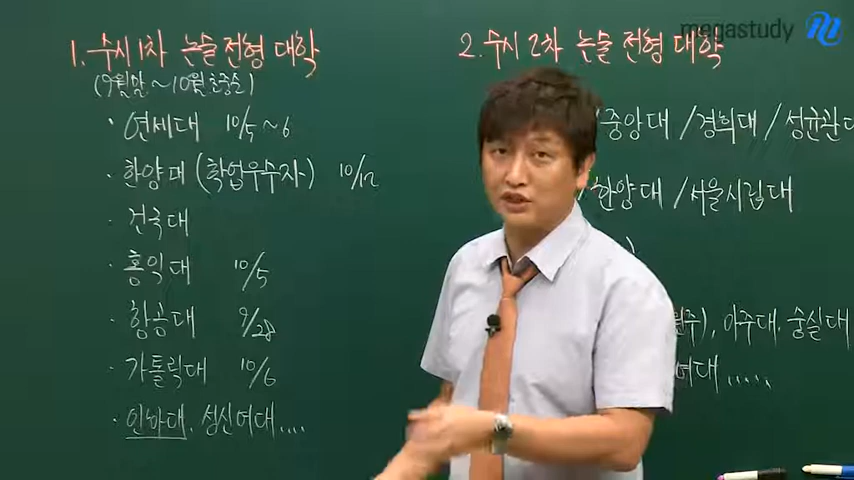 megastudy
1. 수시 1차 논술전형 대학
(9월말 ~ 10월 초중순)
· 연세대 10/5 ~ 6
· 한양대 (학업우수자) 10/12
· 건국대
· 홍익대 10/5
· 항공대 9/28
· 가톨릭대 10/6
· 인하대. 성신여대....
2. 수시 2차 논술전형 대학
/중앙대 /경희대 / 성균관대
/한양대 /서울시립대
), 아주대. 숭실대
여대.....